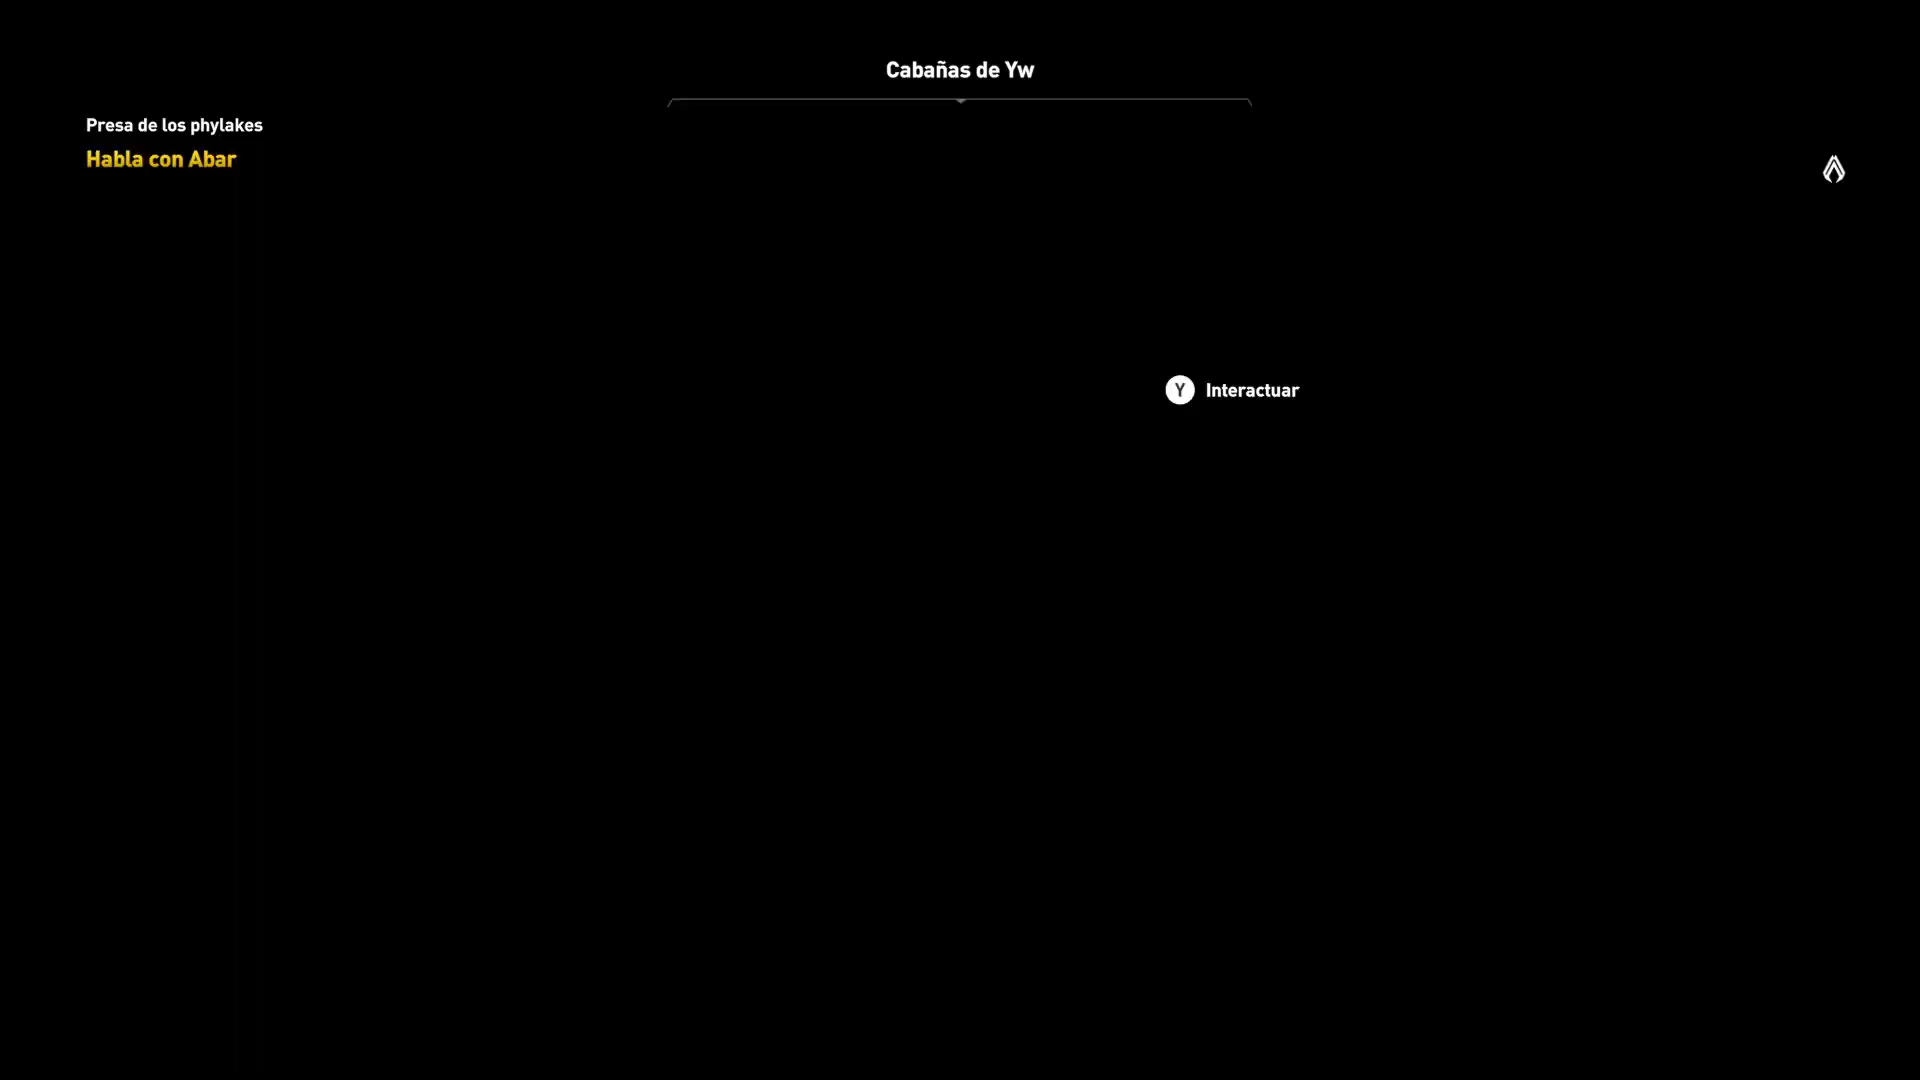 Cabañas de Yw
Presa de los phylakes
Habla con Abar
Y Interactuar